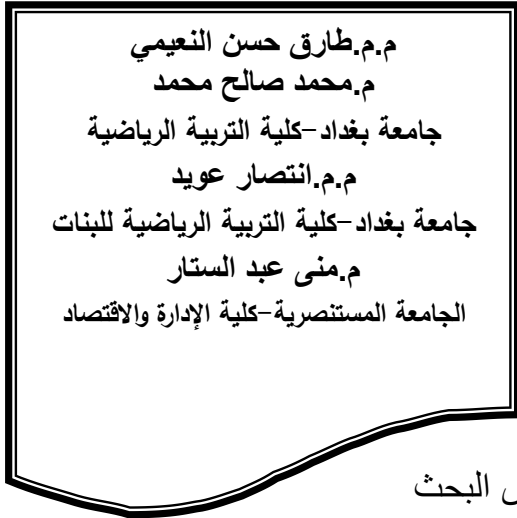 م.م.طارق حسن النعيمي
م.محمد صالح محمد
جامعة بغداد-كلية التربية الرياضية
م.م.انتصار عويد
جامعة بغداد-كلية التربية الرياضية للبنات
م.منى عبد الستار
الجامعة المستنصرية-كلية الإدارة والاقتصاد
البحث